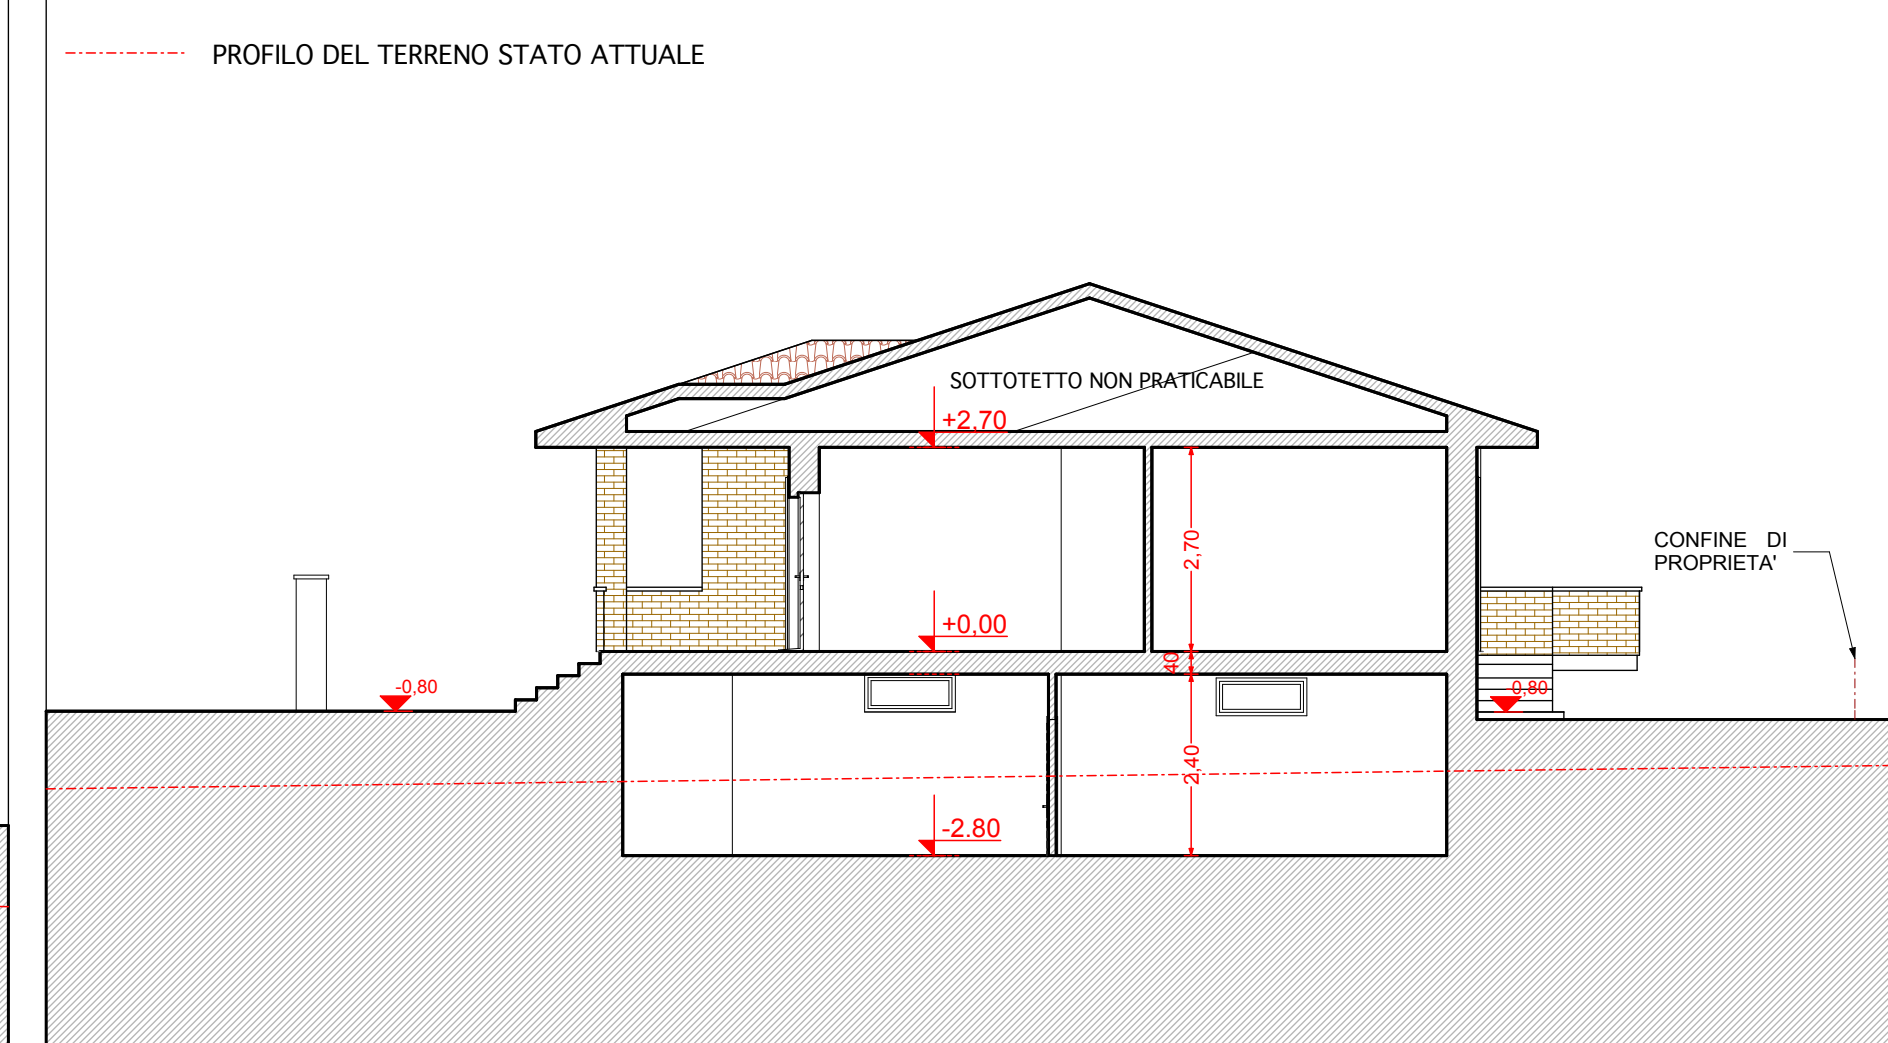 PROFILO DEL TERRENO STATO ATTUALE
SOTTOTETTO NON PRATICABILE
+2,70
2,70
CONFINE DI
PROPRIETA'
+0,00
40
-0,80
-0,80
2,40
-2.80